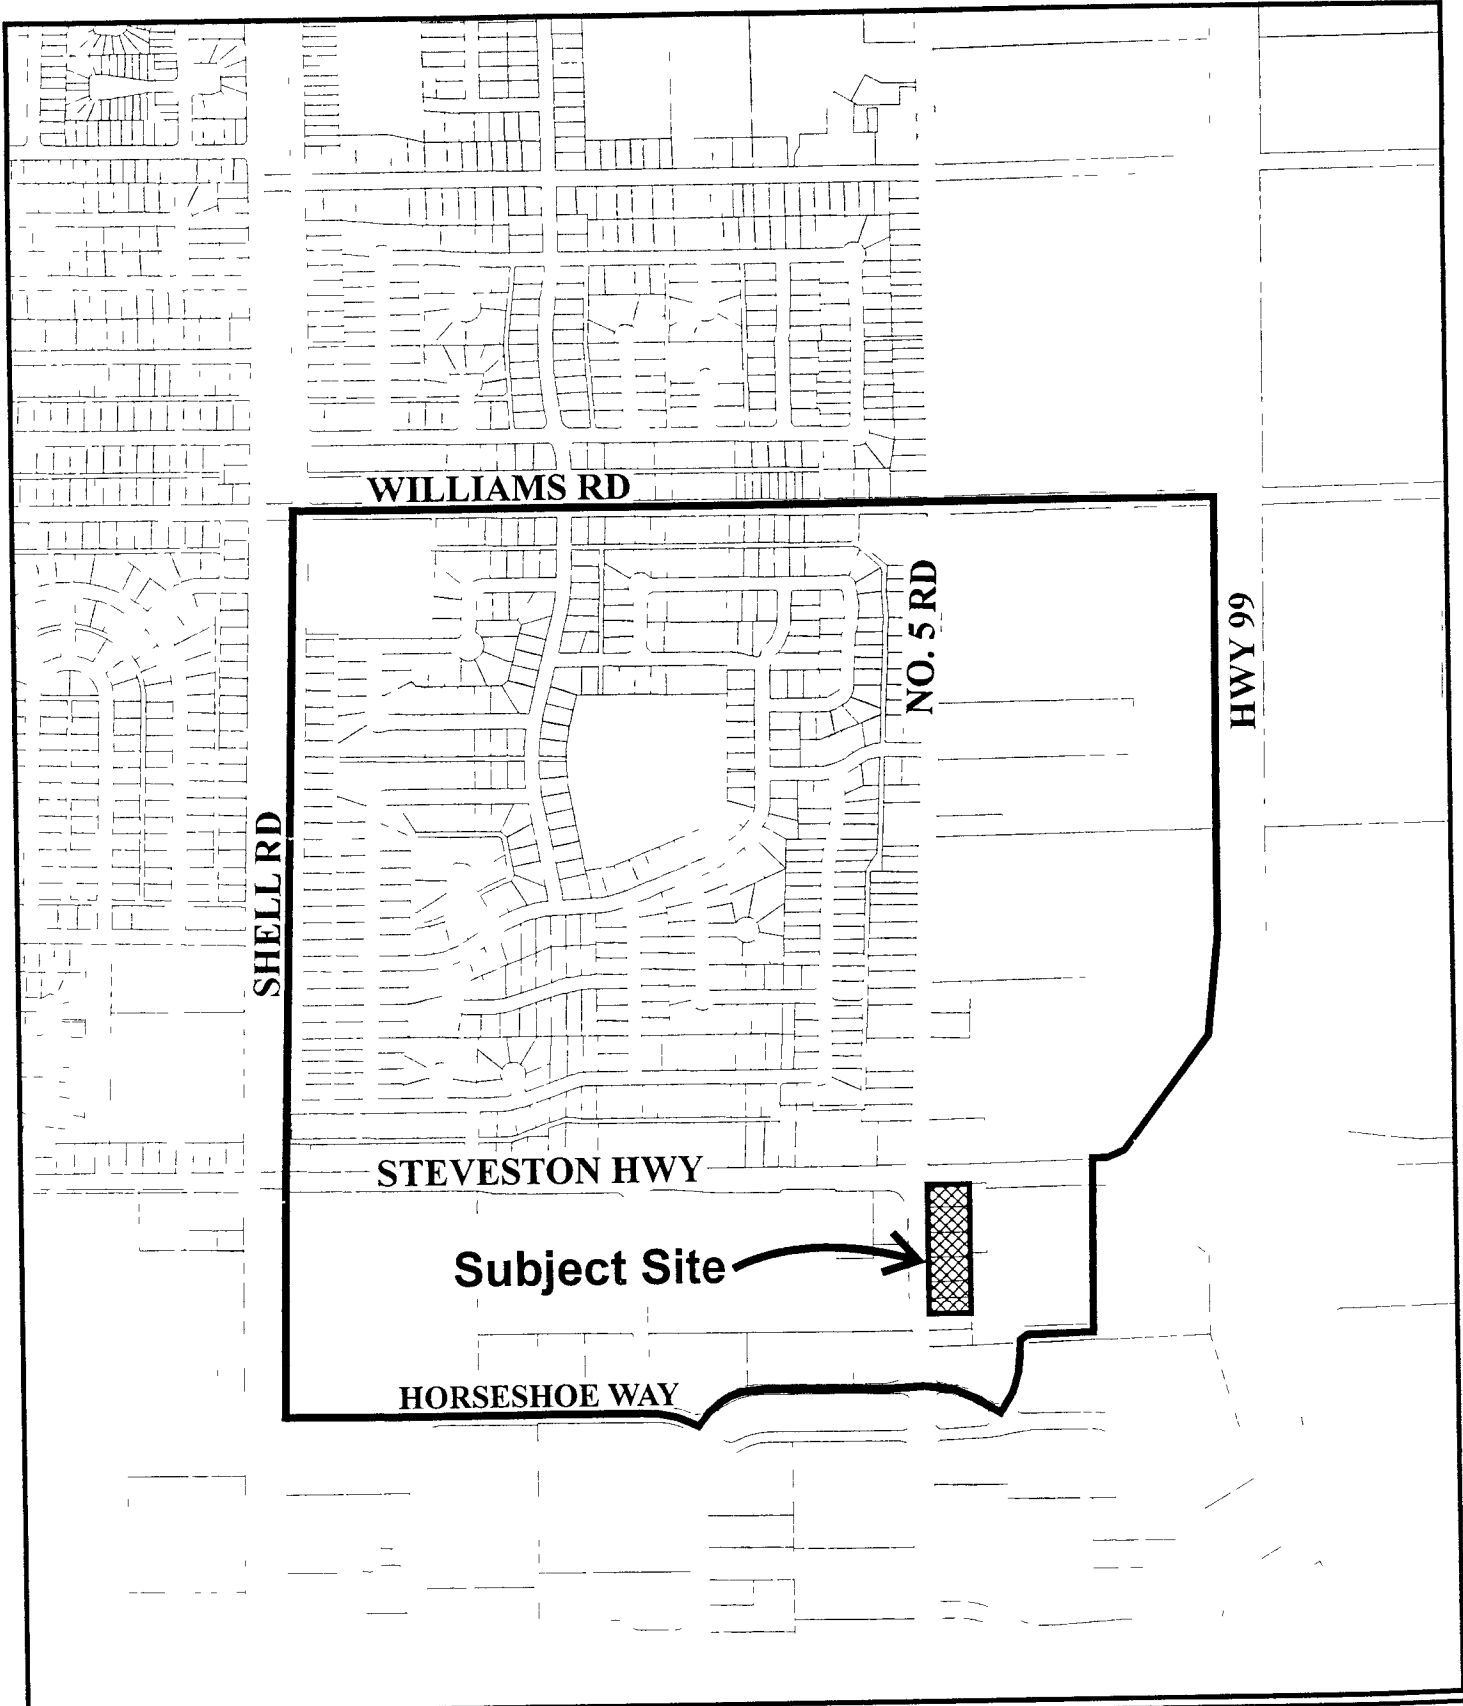 WILLIAMS RD
NO. 5 RD
HWY 99
SHELL RD
STEVESTON HWY
Subject Site
HORSESHOE WAY